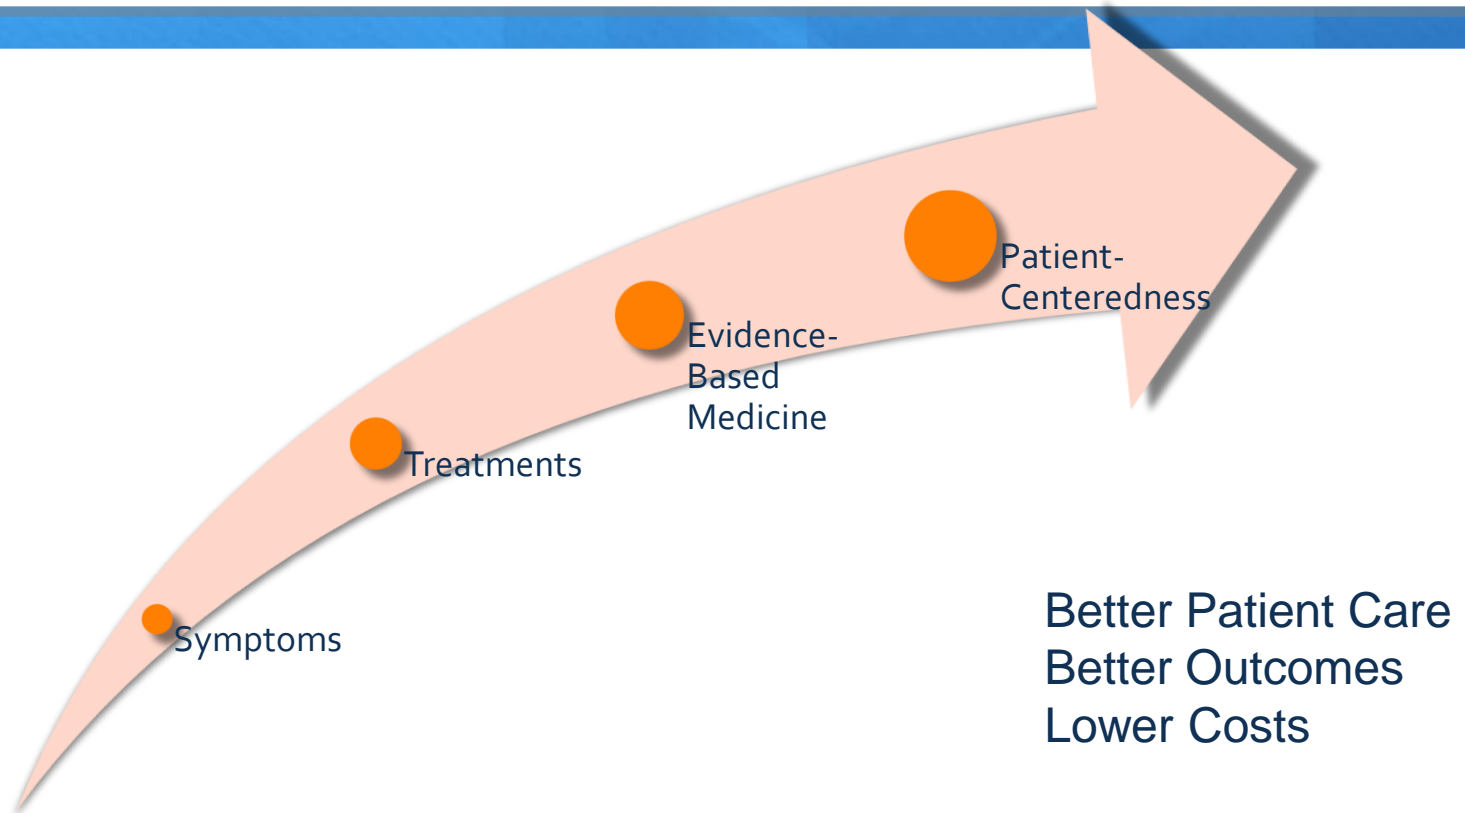 Patient-
Centeredness
Evidence-
Based
Medicine
Treatments
Symptoms
Better Patient Care
Better Outcomes
Lower Costs